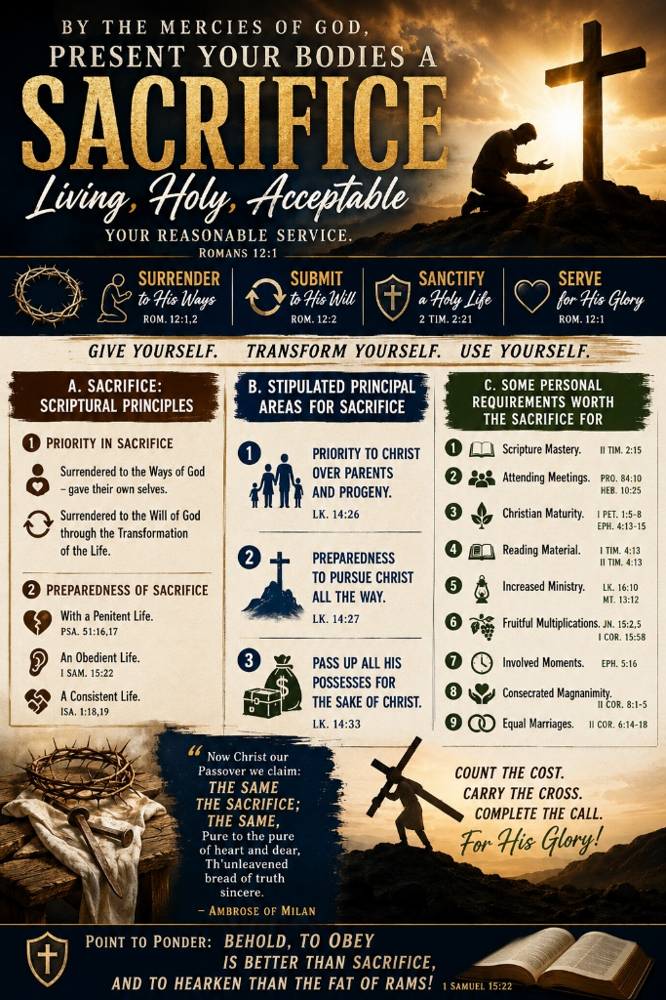 BY THE MERCIES OF GOD,
PRESENT YOUR BODIES A
SACRIFICE
Living, Holy, Acceptable
YOUR REASONABLE SERVICE.
ROMANS 12:1
SURRENDER
to His Ways
ROM. 12:1,2
SUBMIT
to His Will
ROM. 12:2
SANCTIFY
a Holy Life
2 TIM. 2:21
SERVE
for His Glory
ROM. 12:1
GIVE YOURSELF. TRANSFORM YOURSELF. USE YOURSELF.
A. SACRIFICE:
SCRIPTURAL PRINCIPLES
1 PRIORITY IN SACRIFICE
Surrendered to the Ways of God
– gave their own selves.
Surrendered to the Will of God
through the Transformation
of the Life.
2 PREPAREDNESS OF SACRIFICE
With a Penitent Life.
PSA. 51:16,17
An Obedient Life.
I SAM. 15:22
A Consistent Life.
ISA. 1:18,19
B. STIPULATED PRINCIPAL
AREAS FOR SACRIFICE
1 PRIORITY TO CHRIST
OVER PARENTS
AND PROGENY.
LK. 14:26
2 PREPAREDNESS
TO PURSUE CHRIST
ALL THE WAY.
LK. 14:27
3 PASS UP ALL HIS
POSSESSES FOR
THE SAKE OF CHRIST.
LK. 14:33
C. SOME PERSONAL
REQUIREMENTS WORTH
THE SACRIFICE FOR
1 Scripture Mastery. II TIM. 2:15
2 Attending Meetings. PRO. 84:10
HEB. 10:25
3 Christian Maturity. I PET. 1:5-8
EPH. 4:13-15
4 Reading Material. I TIM. 4:13
II TIM. 4:13
5 Increased Ministry. LK. 16:10
MT. 13:12
6 Fruitful Multiplications. JN. 15:2,5
I COR. 15:58
7 Involved Moments. EPH. 5:16
8 Consecrated Magnanimity.
II COR. 8:1-5
9 Equal Marriages. II COR. 6:14-18
“ Now Christ our
Passover we claim:
THE SAME
THE SACRIFICE;
THE SAME,
Pure to the pure
of heart and dear,
Th'unleavened
bread of truth
sincere.
– AMBROSE OF MILAN
COUNT THE COST.
CARRY THE CROSS.
COMPLETE THE CALL.
For His Glory!
POINT TO PONDER: BEHOLD, TO OBEY
IS BETTER THAN SACRIFICE,
AND TO HEARKEN THAN THE FAT OF RAMS! 1 SAMUEL 15:22